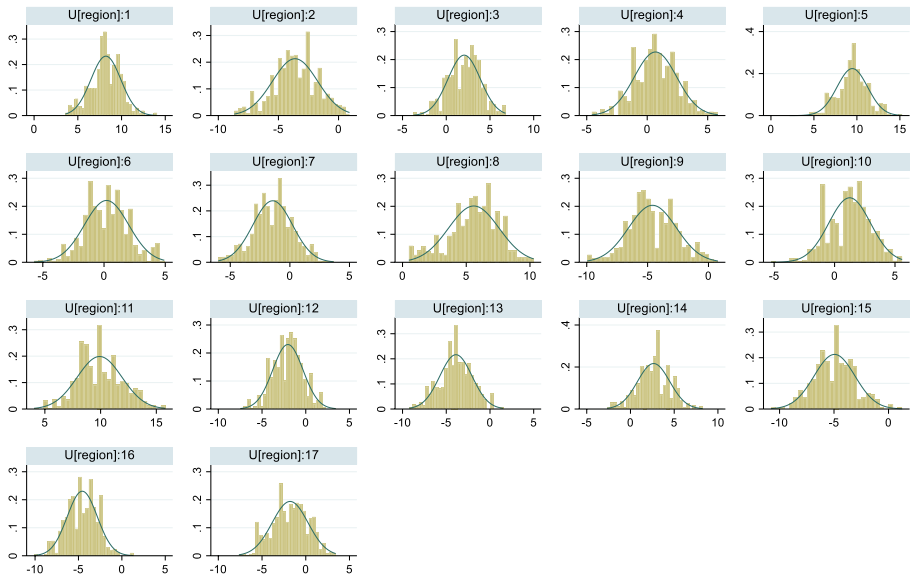 U[region]:1 U[region]:2 U[region]:3 U[region]:4 U[region]:5
0 .1 .2 .3 0 .1 .2 .3 0 .1 .2 .3 0 .1 .2 .3 0 .2 .4
0 5 10 15 -10 -5 0 -5 0 5 10 -5 0 5 0 5 10 15
U[region]:6 U[region]:7 U[region]:8 U[region]:9 U[region]:10
0 .1 .2 .3 0 .1 .2 .3 0 .1 .2 .3 0 .1 .2 .3 0 .1 .2 .3
-5 0 5 -5 0 5 0 5 10 -10 -5 0 -5 0 5
U[region]:11 U[region]:12 U[region]:13 U[region]:14 U[region]:15
0 .1 .2 .3 0 .1 .2 .3 0 .1 .2 .3 0 .2 .4 0 .1 .2 .3
5 10 15 -10 -5 0 5 -10 -5 0 5 -5 0 5 10 -10 -5 0
U[region]:16 U[region]:17
0 .1 .2 .3 0 .1 .2 .3
-10 -5 0 5 -10 -5 0 5